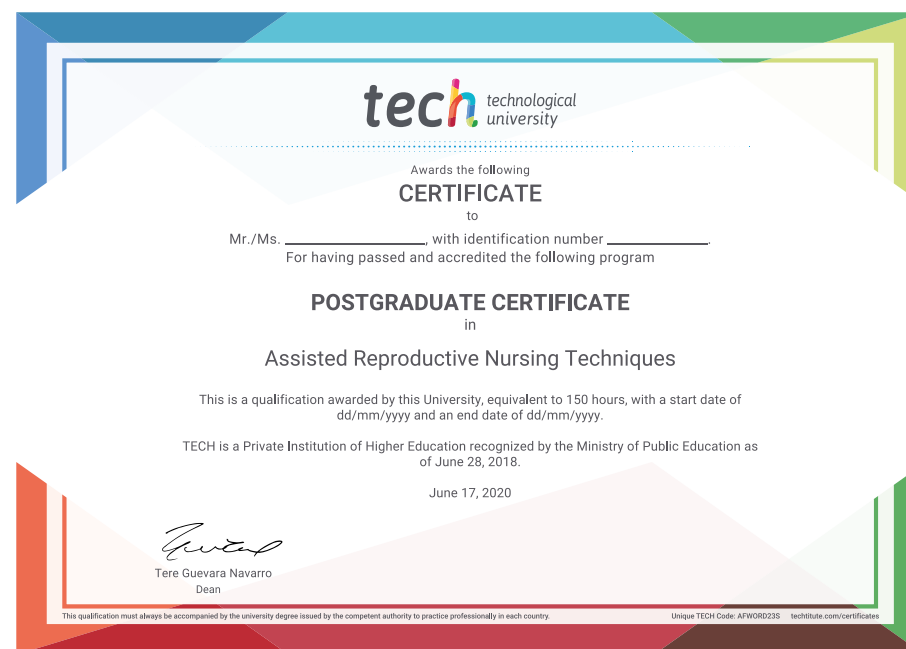 tech technological
university
Awards the following
CERTIFICATE
to
Mr./Ms. ____________________, with identification number ______________.
For having passed and accredited the following program
POSTGRADUATE CERTIFICATE
in
Assisted Reproductive Nursing Techniques
This is a qualification awarded by this University, equivalent to 150 hours, with a start date of
dd/mm/yyyy and an end date of dd/mm/yyyy.
TECH is a Private Institution of Higher Education recognized by the Ministry of Public Education as
of June 28, 2018.
June 17, 2020
Tere Guevara Navarro
Dean
This qualification must always be accompanied by the university degree issued by the competent authority to practice professionally in each country. Unique TECH Code: AFWORD23S techtitute.com/certificates